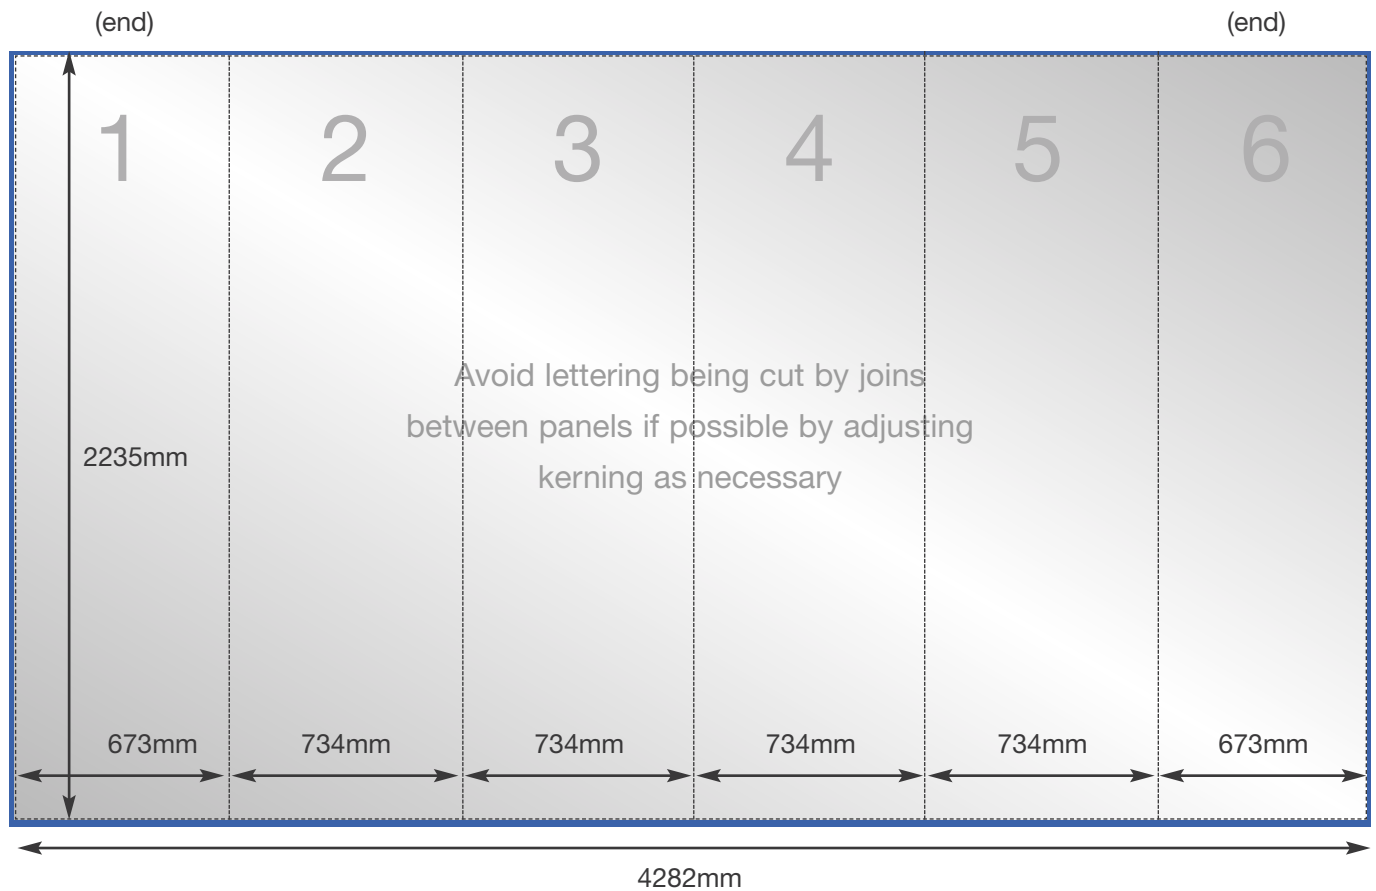 (end) (end)
1 2 3 4 5 6
Avoid lettering being cut by joins
between panels if possible by adjusting
kerning as necessary
2235mm
673mm 734mm 734mm 734mm 734mm 673mm
4282mm